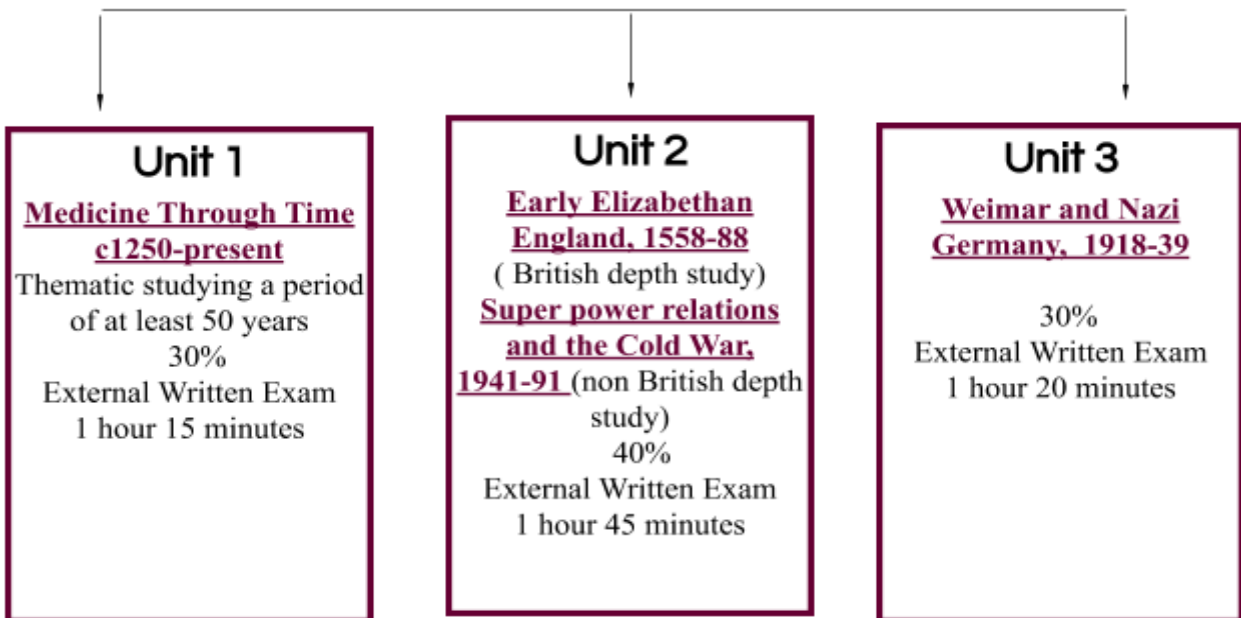 Unit 1
Medicine Through Time
c1250-present
Thematic studying a period
of at least 50 years
30%
External Written Exam
1 hour 15 minutes
Unit 2
Early Elizabethan
England, 1558-88
( British depth study)
Super power relations
and the Cold War,
1941-91 (non British depth
study)
40%
External Written Exam
1 hour 45 minutes
Unit 3
Weimar and Nazi
Germany, 1918-39
30%
External Written Exam
1 hour 20 minutes